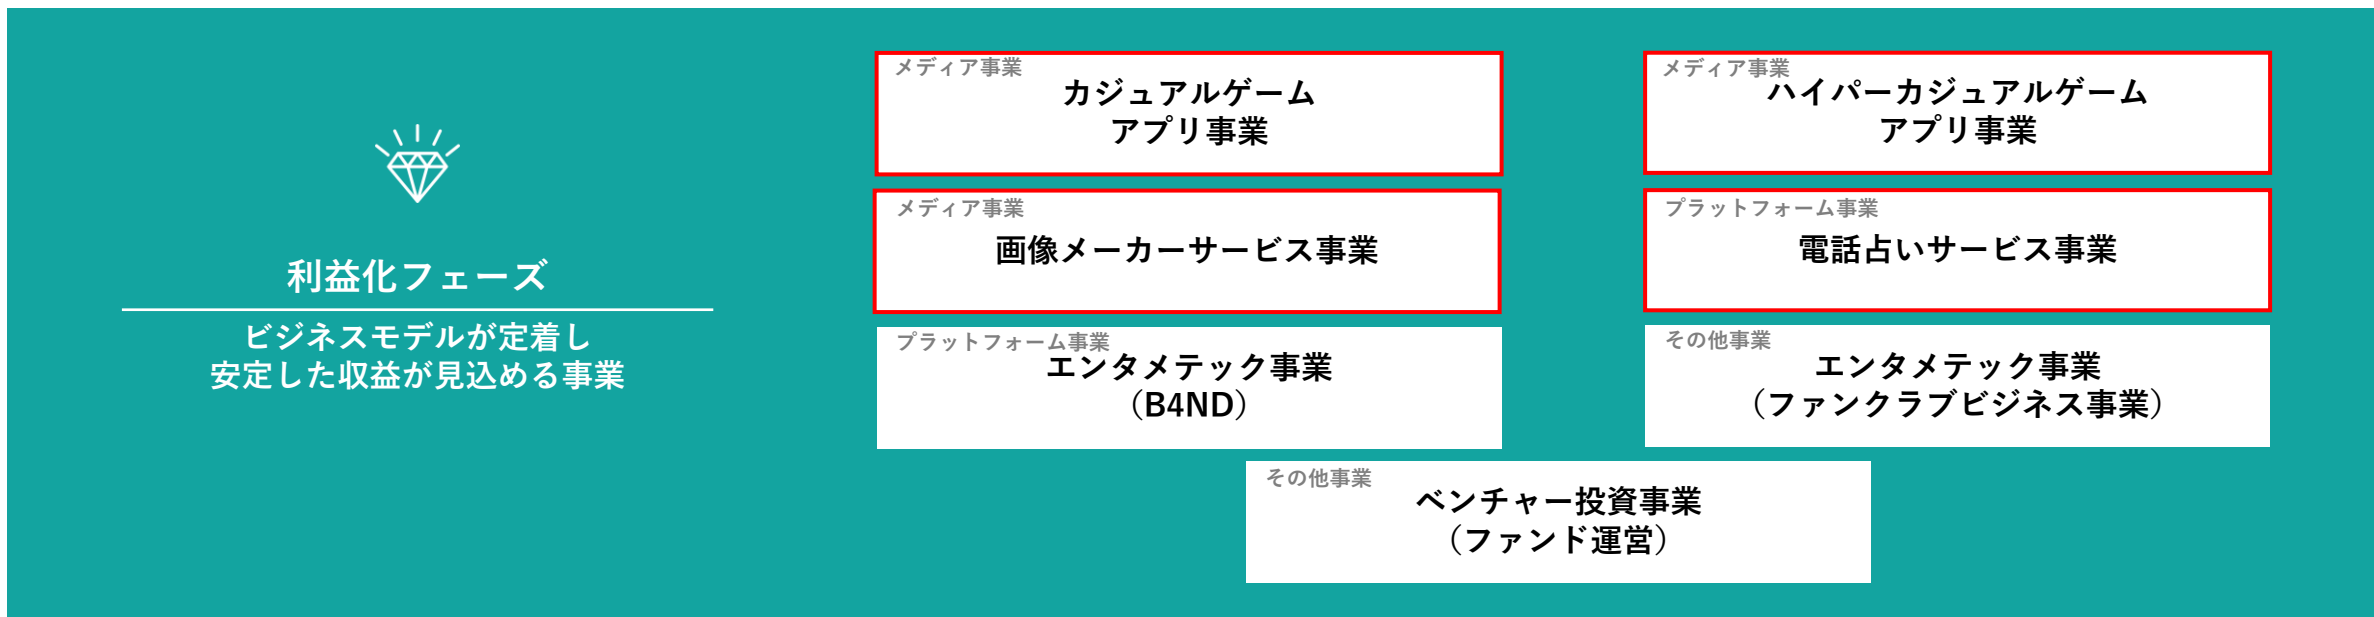 利益化フェーズ
ビジネスモデルが定着し
安定した収益が見込める事業
メディア事業
カジュアルゲーム
アプリ事業
メディア事業
ハイパーカジュアルゲーム
アプリ事業
メディア事業
画像メーカーサービス事業
プラットフォーム事業
電話占いサービス事業
プラットフォーム事業
エンタメテック事業
（B4ND）
その他事業
エンタメテック事業
（ファンクラブビジネス事業）
その他事業
ベンチャー投資事業
（ファンド運営）